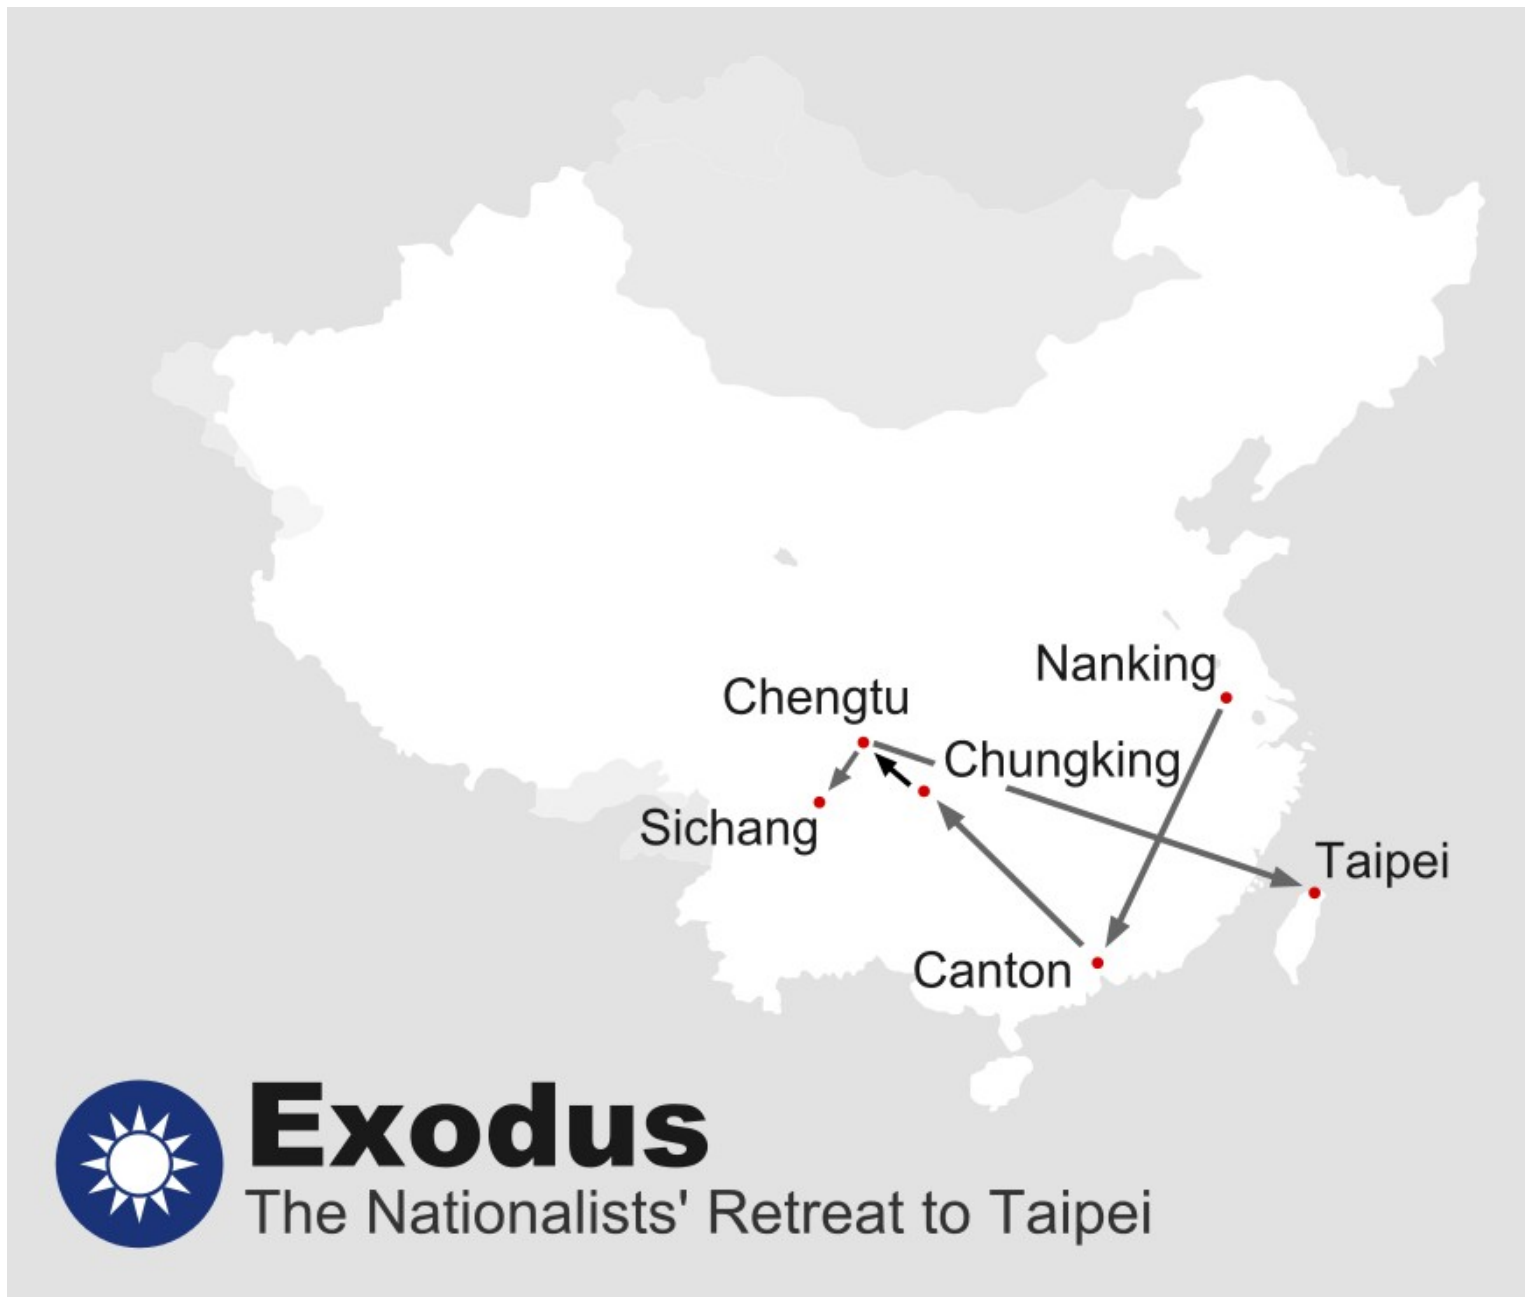 Nanking
Chengtu
Chungking
Sichang
Taipei
Canton
Exodus
The Nationalists' Retreat to Taipei